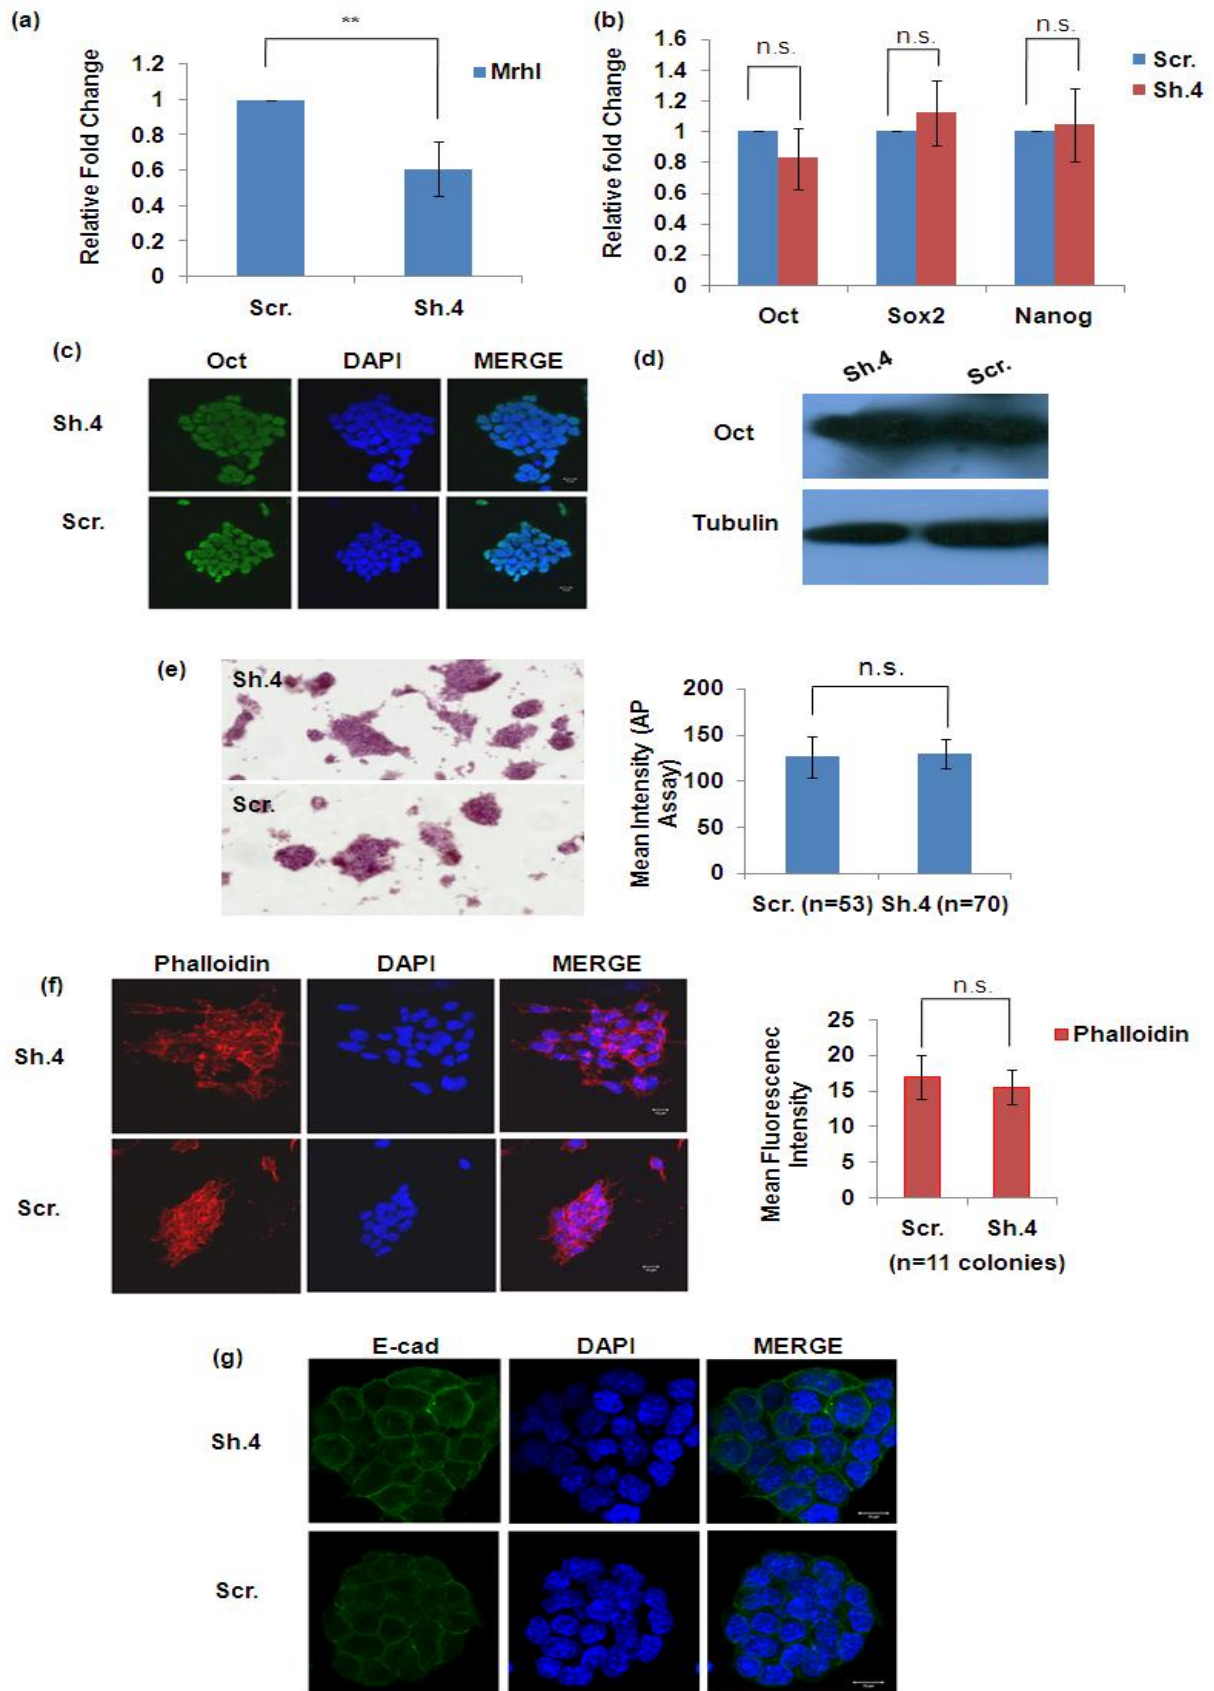 (a)
**
Relative Fold Change
1.2
1
0.8
0.6
0.4
0.2
0
Mrhl
Scr.
Sh.4
(b)
n.s.
n.s.
n.s.
Relative fold Change
1.6
1.4
1.2
1
0.8
0.6
0.4
0.2
0
Scr.
Sh.4
Oct
Sox2
Nanog
(c)
Oct
DAPI
MERGE
Sh.4
Scr.
(d)
Sh.4
Scr.
Oct
Tubulin
(e)
Sh.4
Scr.
n.s.
Mean Intensity (AP
Assay)
200
150
100
50
0
Scr. (n=53) Sh.4 (n=70)
(f)
Phalloidin
DAPI
MERGE
Sh.4
Scr.
n.s.
Mean Fluorescenec
Intensity
25
20
15
10
5
0
Phalloidin
Scr.
Sh.4
(n=11 colonies)
(g)
E-cad
DAPI
MERGE
Sh.4
Scr.